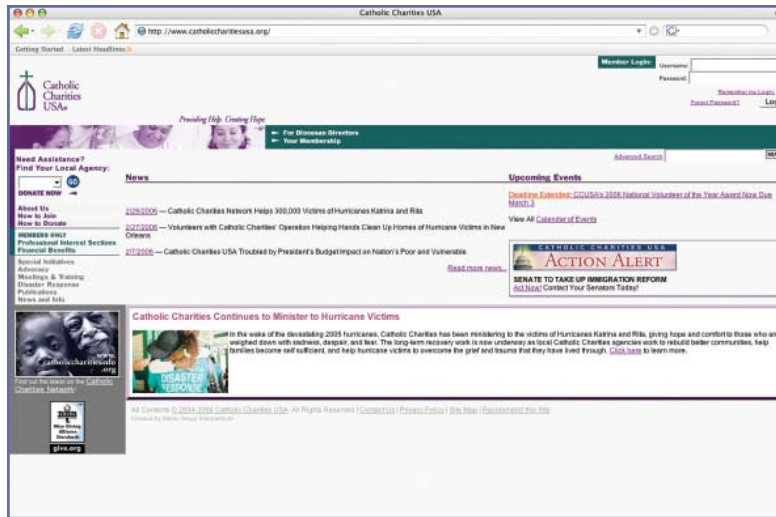 Catholic Charities USA
http://www.catholiccharitiesusa.org/
Getting Started Latest Headlines
Member Login:
Username:
Password:
Remember my Login
Forgot Password?
Catholic
Charities
USA®
Providing Help. Creating Hope.
For Diocesan Directors
Your Membership
Advanced Search
Need Assistance?
Find Your Local Agency:
GO
DONATE NOW
About Us
How to Join
How to Donate
MEMBERS ONLY
Professional Interest Sections
Financial Benefits
Special Initiatives
Advocacy
Meetings & Training
Disaster Response
Publications
News and Info
www.
catholiccharitiesinfo
.org
Find out the latest on the Catholic
Charities Network!
Wise Giving
Alliance
Standards
give.org
News
2/28/2006 — Catholic Charities Network Helps 300,000 Victims of Hurricanes Katrina and Rita
2/27/2006 — Volunteers with Catholic Charities' Operation Helping Hands Clean Up Homes of Hurricane Victims in New
Orleans
2/7/2006 — Catholic Charities USA Troubled by President's Budget Impact on Nation's Poor and Vulnerable
Read more news...
Upcoming Events
Deadline Extended: CCUSA's 2006 National Volunteer of the Year Award Now Due
March 3
View All Calendar of Events
CATHOLIC CHARITIES USA
ACTION ALERT
SENATE TO TAKE UP IMMIGRATION REFORM
Act Now! Contact Your Senators Today!
Catholic Charities Continues to Minister to Hurricane Victims
DISASTER
RESPONSE
In the wake of the devastating 2005 hurricanes, Catholic Charities has been ministering to the victims of Hurricanes Katrina and Rita, giving hope and comfort to those who are
weighed down with sadness, despair, and fear. The long-term recovery work is now underway as local Catholic Charities agencies work to rebuild better communities, help
families become self sufficient, and help hurricane victims to overcome the grief and trauma that they have lived through. Click here to learn more.
All Contents © 2004-2006 Catholic Charities USA. All Rights Reserved | Contact Us | Privacy Policy | Site Map | Recommend this Site